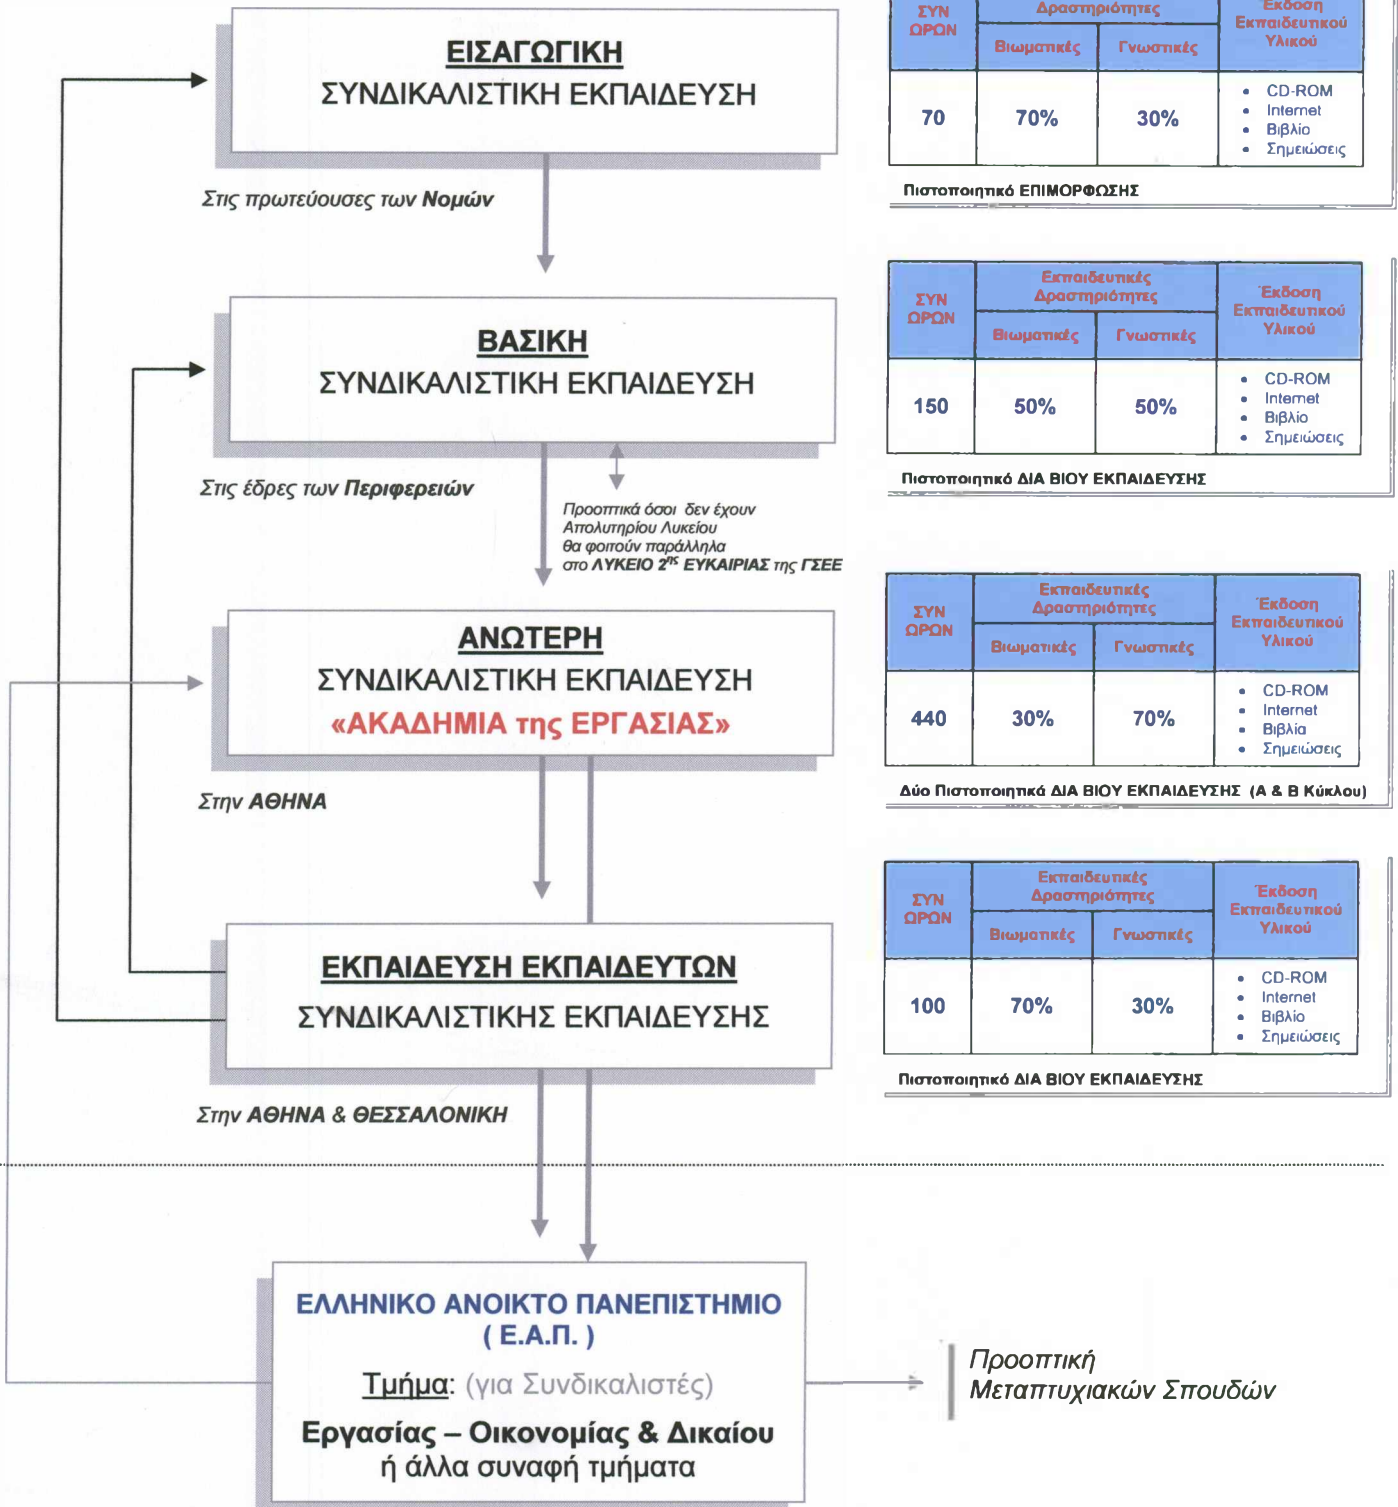 ΕΙΣΑΓΩΓΙΚΗ
ΣΥΝΔΙΚΑΛΙΣΤΙΚΗ ΕΚΠΑΙΔΕΥΣΗ
Στις πρωτεύουσες των Νομών
ΣΥΝ
ΩΡΩΝ
Δραστηριότητες
Βιωματικές
Γνωστικές
Έκδοση
Εκπαιδευτικού
Υλικού
70
70%
30%
• CD-ROM
• Internet
• Βιβλίο
• Σημειώσεις
Πιστοποιητικό ΕΠΙΜΟΡΦΩΣΗΣ
ΒΑΣΙΚΗ
ΣΥΝΔΙΚΑΛΙΣΤΙΚΗ ΕΚΠΑΙΔΕΥΣΗ
Στις έδρες των Περιφερειών
Προοπτικά όσοι δεν έχουν
Απολυτηρίο Λυκείου
θα φοιτούν παράλληλα
στο ΛΥΚΕΙΟ 2ης ΕΥΚΑΙΡΙΑΣ της ΓΣΕΕ
ΣΥΝ
ΩΡΩΝ
Εκπαιδευτικές
Δραστηριότητες
Βιωματικές
Γνωστικές
Έκδοση
Εκπαιδευτικού
Υλικού
150
50%
50%
• CD-ROM
• Internet
• Βιβλίο
• Σημειώσεις
Πιστοποιητικό ΔΙΑ ΒΙΟΥ ΕΚΠΑΙΔΕΥΣΗΣ
ΑΝΩΤΕΡΗ
ΣΥΝΔΙΚΑΛΙΣΤΙΚΗ ΕΚΠΑΙΔΕΥΣΗ
«ΑΚΑΔΗΜΙΑ της ΕΡΓΑΣΙΑΣ»
Στην ΑΘΗΝΑ
ΣΥΝ
ΩΡΩΝ
Εκπαιδευτικές
Δραστηριότητες
Βιωματικές
Γνωστικές
Έκδοση
Εκπαιδευτικού
Υλικού
440
30%
70%
• CD-ROM
• Internet
• Βιβλία
• Σημειώσεις
Δύο Πιστοποιητικά ΔΙΑ ΒΙΟΥ ΕΚΠΑΙΔΕΥΣΗΣ (Α & Β Κύκλου)
ΕΚΠΑΙΔΕΥΣΗ ΕΚΠΑΙΔΕΥΤΩΝ
ΣΥΝΔΙΚΑΛΙΣΤΙΚΗΣ ΕΚΠΑΙΔΕΥΣΗΣ
Στην ΑΘΗΝΑ & ΘΕΣΣΑΛΟΝΙΚΗ
ΣΥΝ
ΩΡΩΝ
Εκπαιδευτικές
Δραστηριότητες
Βιωματικές
Γνωστικές
Έκδοση
Εκπαιδευτικού
Υλικού
100
70%
30%
• CD-ROM
• Internet
• Βιβλίο
• Σημειώσεις
Πιστοποιητικό ΔΙΑ ΒΙΟΥ ΕΚΠΑΙΔΕΥΣΗΣ
ΕΛΛΗΝΙΚΟ ΑΝΟΙΚΤΟ ΠΑΝΕΠΙΣΤΗΜΙΟ
( Ε.Α.Π. )
Τμήμα: (για Συνδικαλιστές)
Εργασίας – Οικονομίας & Δικαίου
ή άλλα συναφή τμήματα
Προοπτική
Μεταπτυχιακών Σπουδών